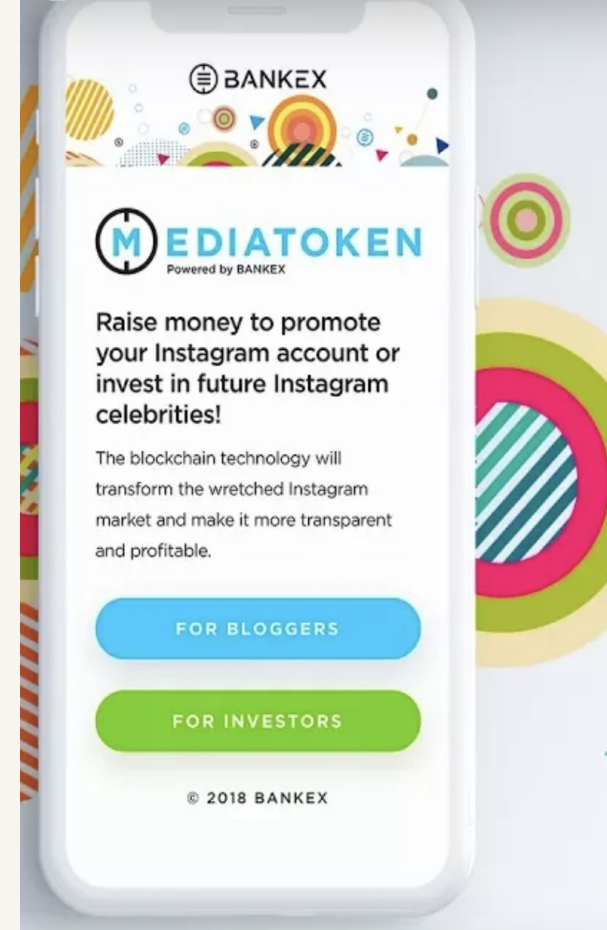 BANKEX
MEDIATOKEN
Powered by BANKEX
Raise money to promote
your Instagram account or
invest in future Instagram
celebrities!
The blockchain technology will
transform the wretched Instagram
market and make it more transparent
and profitable.
FOR BLOGGERS
FOR INVESTORS
© 2018 BANKEX